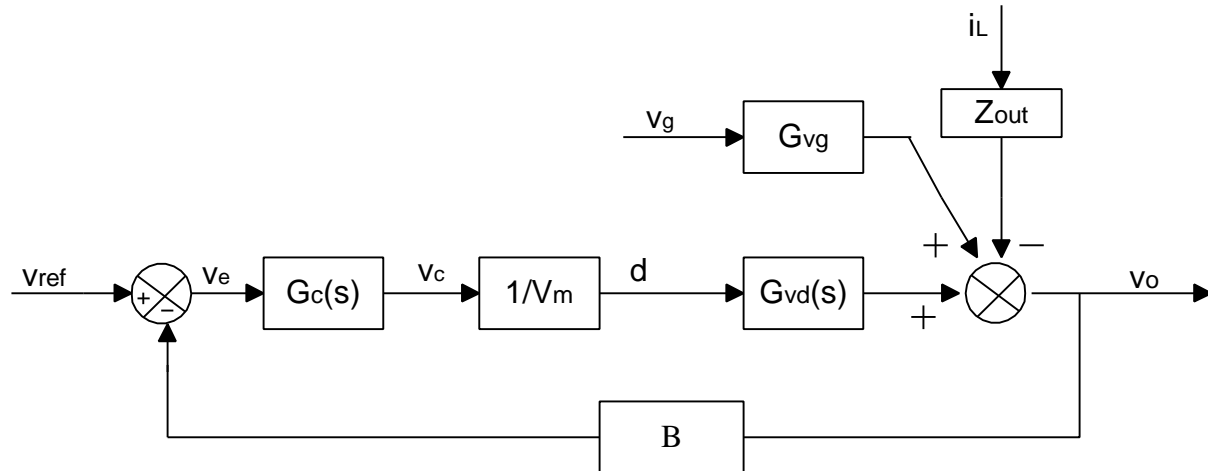 iL
Zout
vg
Gvg
+
−
vref
+
−
ve
Gc(s)
vc
1/Vm
d
Gvd(s)
+
vo
B